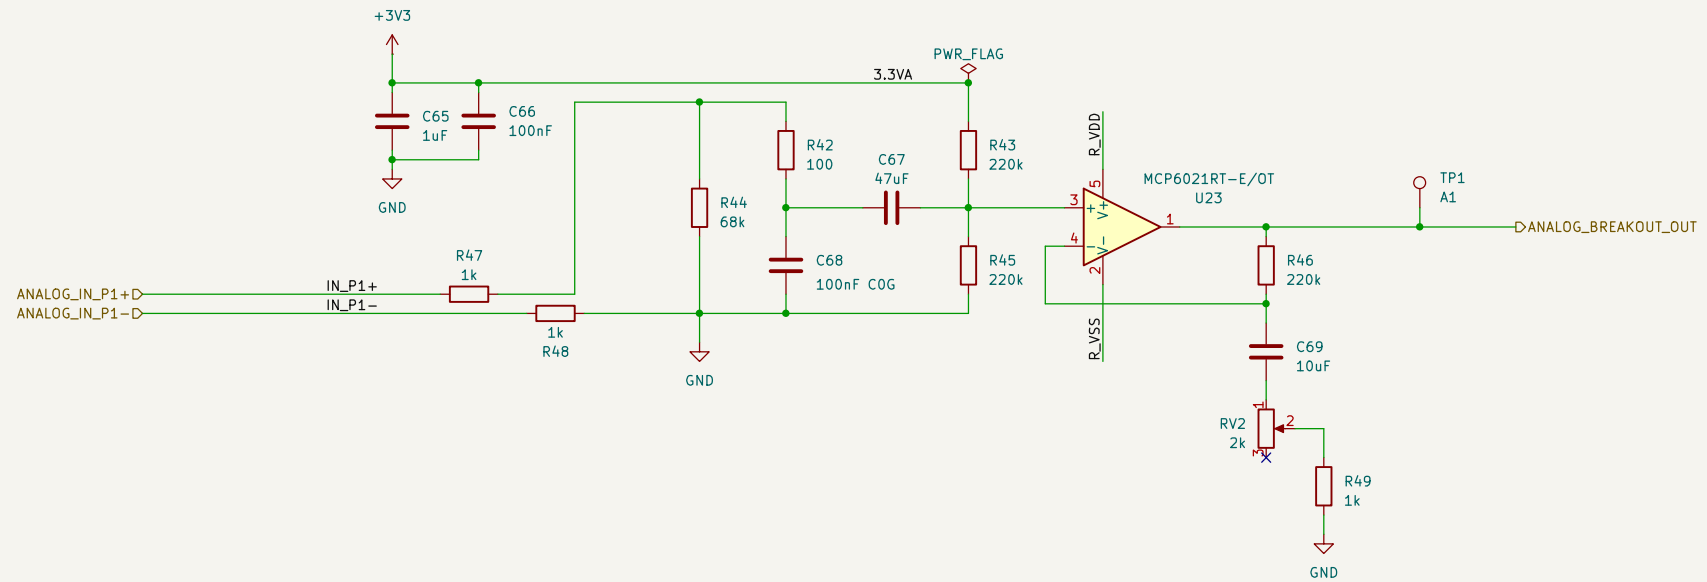 +3V3
PWR_FLAG
3.3VA
C65
1uF
C66
100nF
GND
R42
100
R43
220k
R_VDD
C67
47uF
MCP6021RT-E/OT
U23
TP1
A1
R44
68k
3
+
5
V+
1
4
-
V-
2
ANALOG_BREAKOUT_OUT
R47
1k
C68
100nF COG
R45
220k
R46
220k
ANALOG_IN_P1+
IN_P1+
ANALOG_IN_P1-
IN_P1-
1k
R48
R_VSS
GND
C69
10uF
1
RV2
2k
2
3
R49
1k
GND